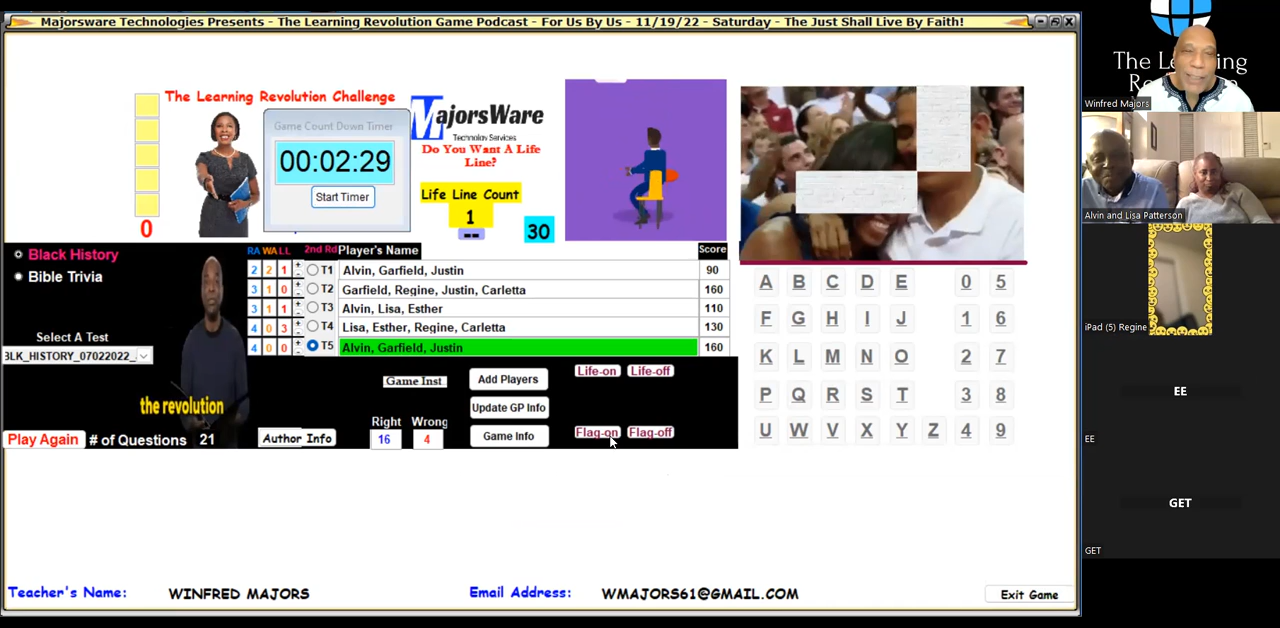 Majorsware Technologies Presents - The Learning Revolution Game Podcast - For Us By Us - 11/19/22 - Saturday - The Just Shall Live By Faith!
The Learning Revolution Challenge
Game Count Down Timer
00:02:29
Start Timer
0
MajorsWare
Technology Services
Do You Want A Life
Line?
Life Line Count
1
--
30
Black History
Bible Trivia
Select A Test
BLK_HISTORY_07022022_
the revolution
Play Again
# of Questions 21
RA WA LL 2nd Rd Player's Name Score
2 2 1 + - T1 Alvin, Garfield, Justin 90
3 1 0 + - T2 Garfield, Regine, Justin, Carletta 160
3 1 1 + - T3 Alvin, Lisa, Esther 110
4 0 3 + - T4 Lisa, Esther, Regine, Carletta 130
4 0 0 + - T5 Alvin, Garfield, Justin 160
Game Inst
Add Players
Life-on Life-off
Update GP Info
Right Wrong
16 4
Author Info
Game Info
Flag-on Flag-off
A B C D E 0 5
F G H I J 1 6
K L M N O 2 7
P Q R S T 3 8
U W V X Y Z 4 9
Teacher's Name: WINFRED MAJORS
Email Address: WMAJORS61@GMAIL.COM
Exit Game
The Learning
Winfred Majors
Alvin and Lisa Patterson
iPad (5) Regine
EE
EE
GET
GET